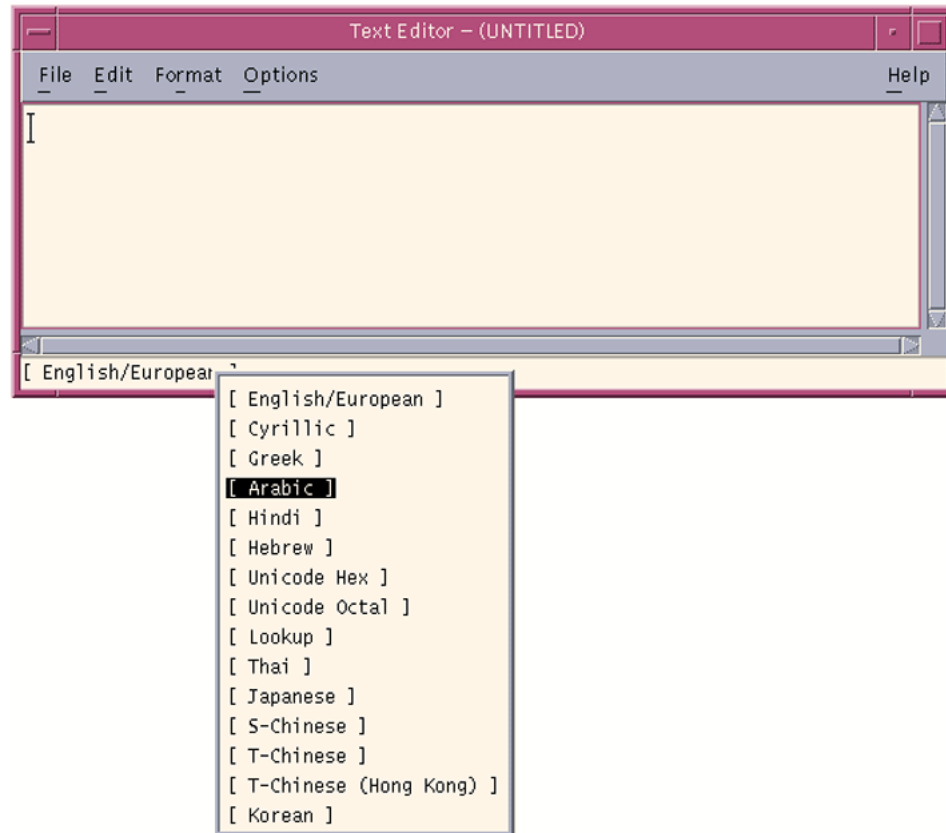 Text Editor – (UNTITLED)
File Edit Format Options Help
[ English/European ]
[ English/European ]
[ Cyrillic ]
[ Greek ]
[ Arabic ]
[ Hindi ]
[ Hebrew ]
[ Unicode Hex ]
[ Unicode Octal ]
[ Lookup ]
[ Thai ]
[ Japanese ]
[ S-Chinese ]
[ T-Chinese ]
[ T-Chinese (Hong Kong) ]
[ Korean ]